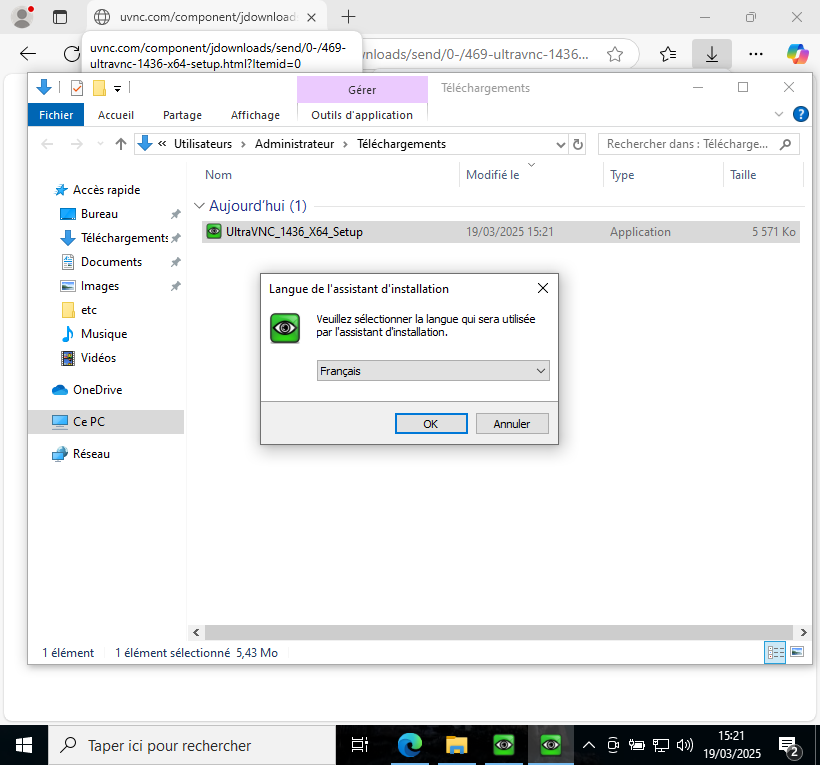 uvnc.com/component/jdownload
uvnc.com/component/jdownloads/send/0-/469-
ultravnc-1436-x64-setup.html?Itemid=0
wnloads/send/0-/469-ultravnc-1436...
Gérer
Téléchargements
Fichier
Accueil
Partage
Affichage
Outils d'application
?
« Utilisateurs > Administrateur > Téléchargements
Rechercher dans : Télécharge...
Nom
Modifié le
Type
Taille
Accès rapide
Bureau
Téléchargements
Documents
Images
etc
Musique
Vidéos
OneDrive
Ce PC
Réseau
Aujourd'hui (1)
UltraVNC_1436_X64_Setup
19/03/2025 15:21
Application
5 571 Ko
Langue de l'assistant d'installation
Veuillez sélectionner la langue qui sera utilisée
par l'assistant d'installation.
Français
OK
Annuler
1 élément
1 élément sélectionné 5,43 Mo
Taper ici pour rechercher
15:21
19/03/2025
2